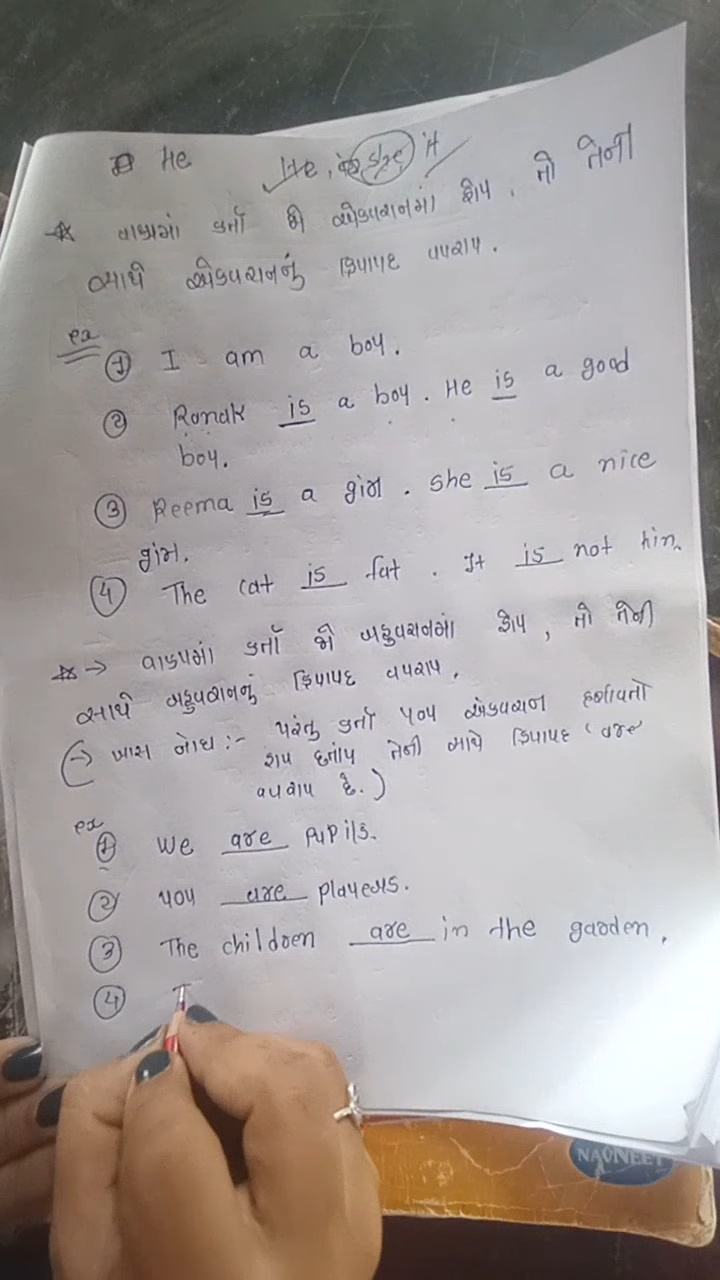 He He, she, it
વાક્યમાં કર્તા જો એકવચનમાં હોય, તો તેની
સાથે એકવચનનું ક્રિયાપદ વપરાય.
ex
① I am a boy.
② Ronak is a boy. He is a good
boy.
③ Reema is a girl. she is a nice
girl.
④ The cat is fat. It is not
→ વાક્યમાં કર્તા જો બહુવચનમાં હોય, તો તેની
સાથે બહુવચનનું ક્રિયાપદ વપરાય.
(→ ખાસ નોંધ :- પરંતુ કર્તા you એકવચન દર્શાવતો
હોય છતાંય તેની સાથે ક્રિયાપદ 'are'
વપરાય છે.)
ex
① We are pupils.
② you are players.
③ The children are in the garden.
④
NAVNEET